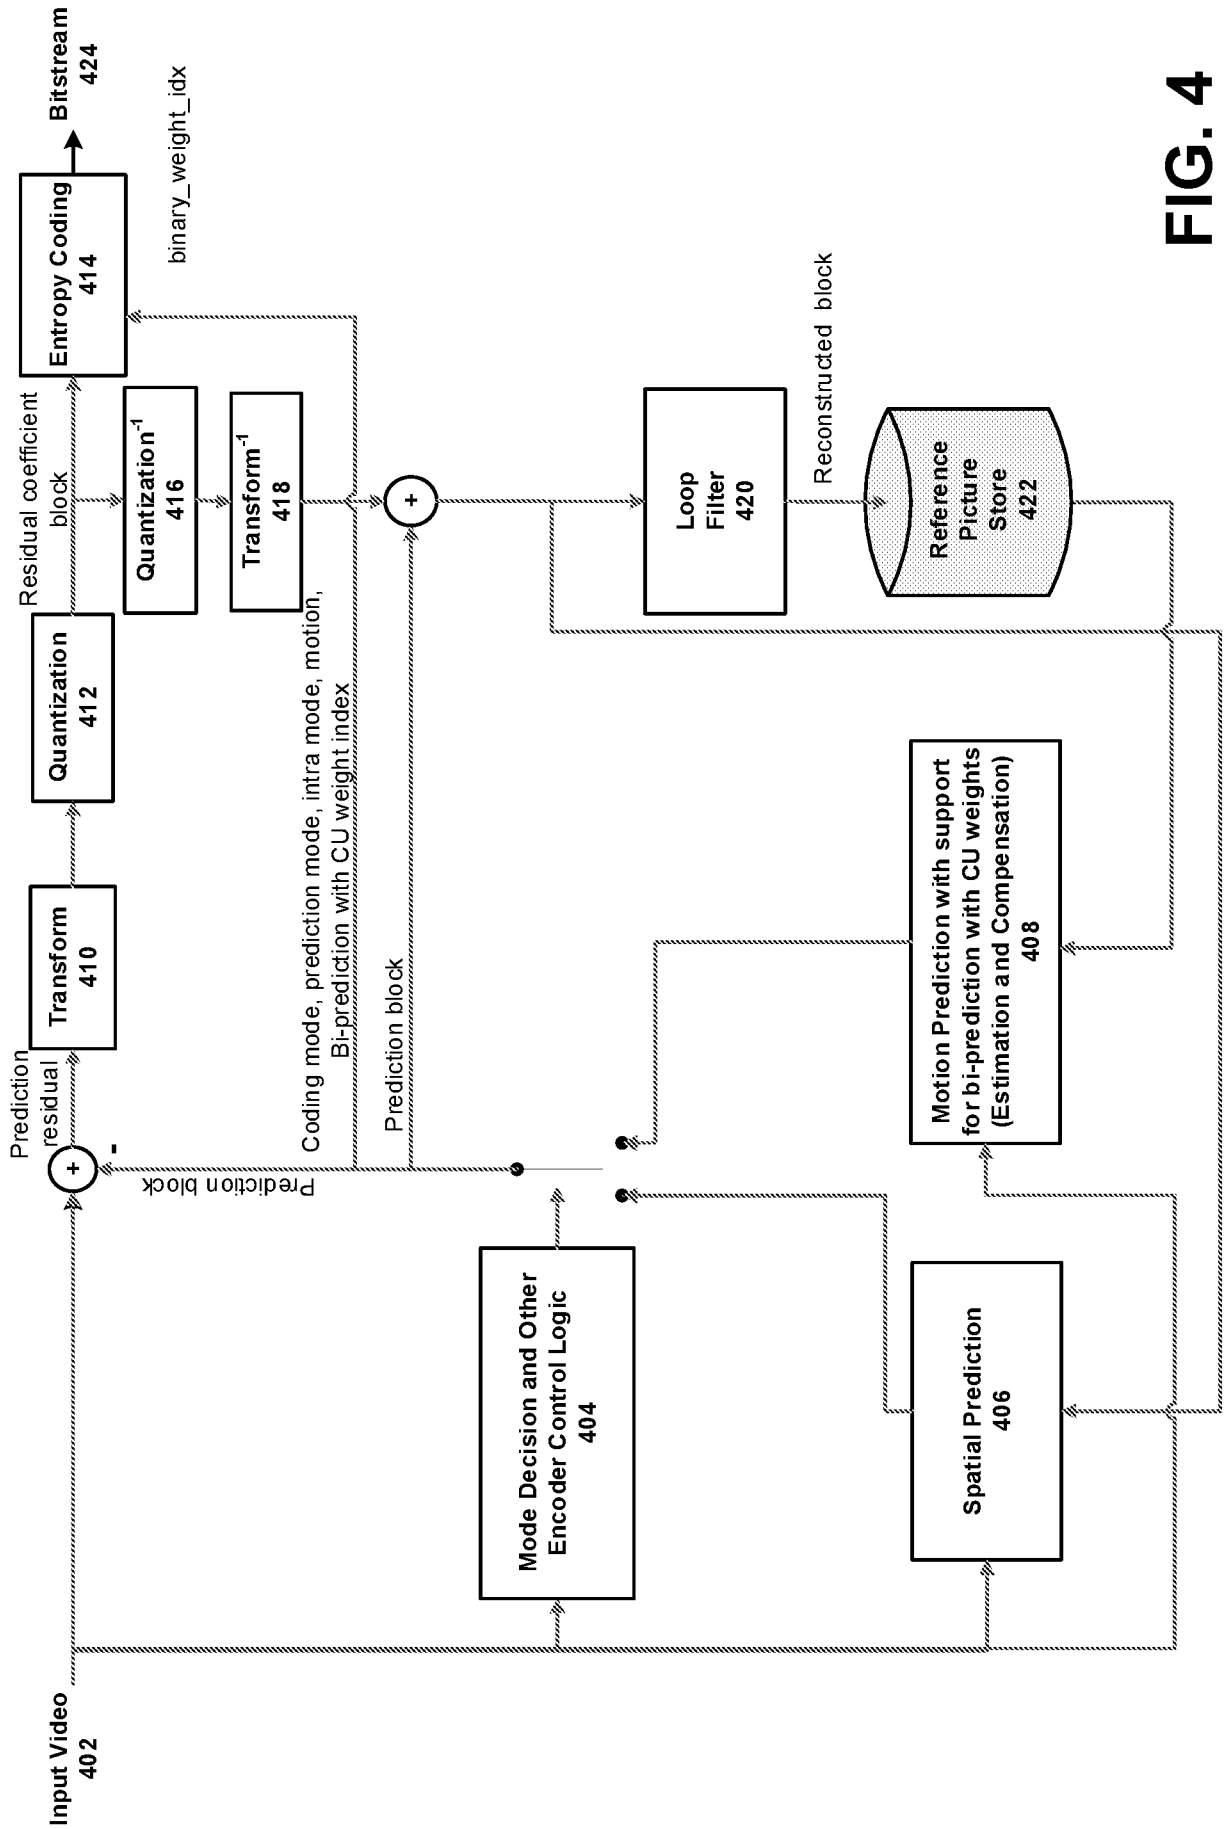 Input Video
402
Prediction
residual
Transform
410
Quantization
412
Residual coefficient
block
Entropy Coding
414
Bitstream
424
binary_weight_idx
+
-
Prediction block
Quantization-1
416
Transform-1
418
Coding mode, prediction mode, intra mode, motion,
Bi-prediction with CU weight index
Prediction block
+
Mode Decision and Other
Encoder Control Logic
404
Loop
Filter
420
Reconstructed block
Reference
Picture
Store
422
Spatial Prediction
406
Motion Prediction with support
for bi-prediction with CU weights
(Estimation and Compensation)
408
FIG. 4